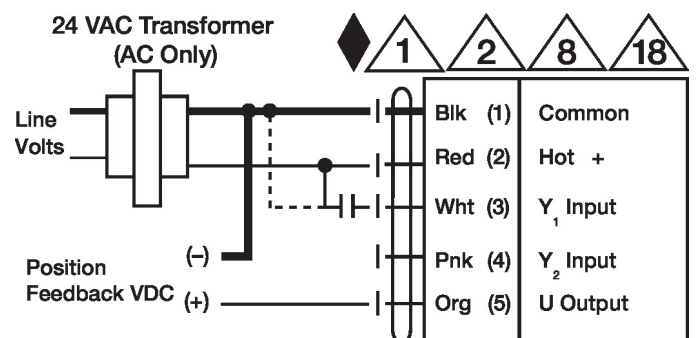 24 VAC Transformer
(AC Only)
1 2 8 18
Line
Volts
Blk (1) Common
Red (2) Hot +
Wht (3) Y1 Input
Pnk (4) Y2 Input
Org (5) U Output
Position
Feedback VDC
(-)
(+)